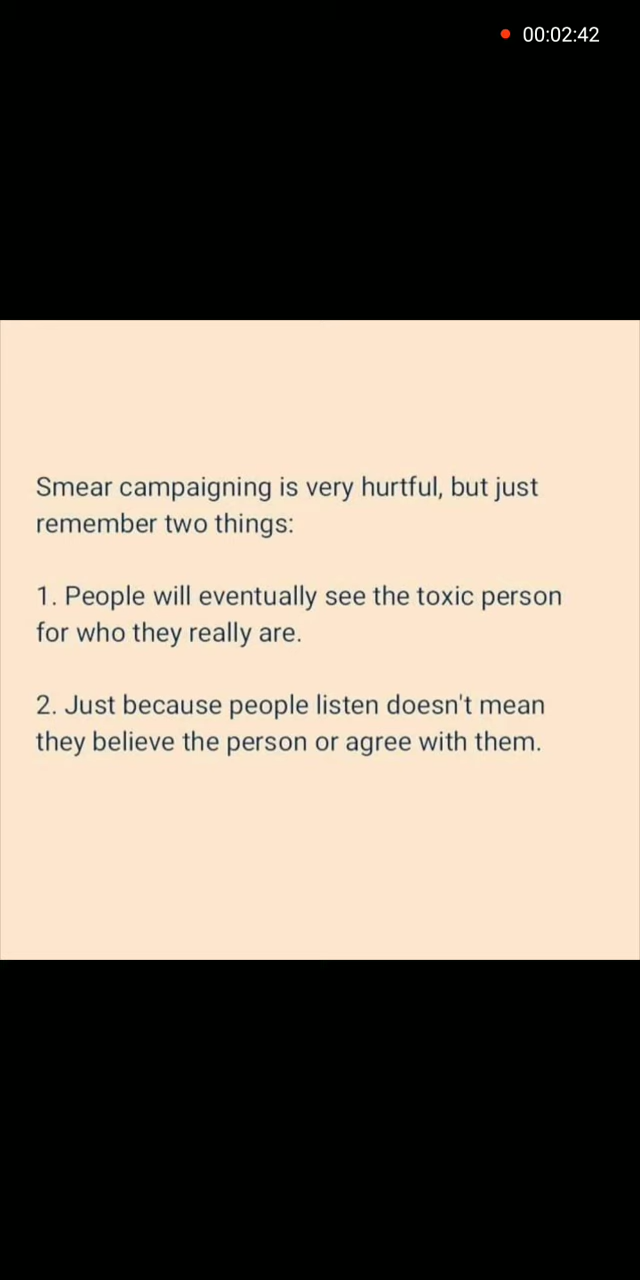 00:02:42
Smear campaigning is very hurtful, but just
remember two things:
1. People will eventually see the toxic person
for who they really are.
2. Just because people listen doesn't mean
they believe the person or agree with them.